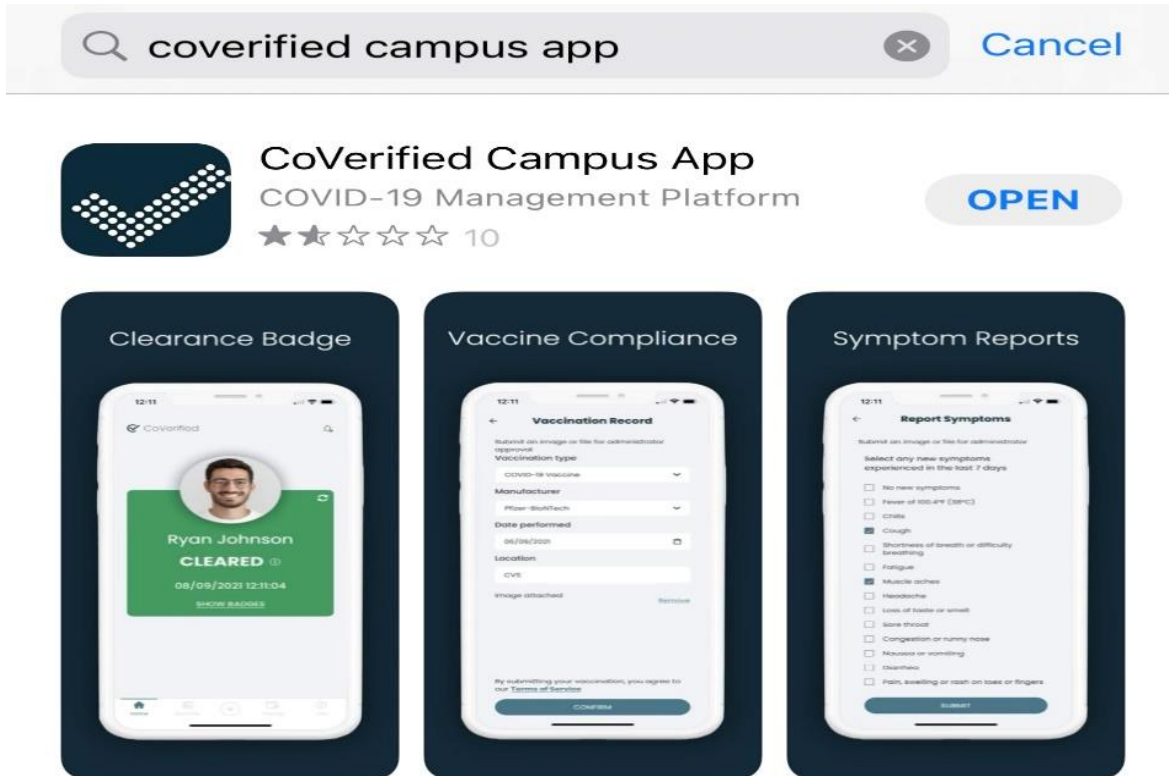 coverified campus app
Cancel
CoVerified Campus App
COVID-19 Management Platform
OPEN
10
Clearance Badge
12:11
CoVerified
Ryan Johnson
CLEARED
08/09/2021 12:11:04
SHOW BADGES
Home
Vaccine Compliance
12:11
Vaccination Record
Submit an image or file for administrator
approval
Vaccination type
COVID-19 Vaccine
Manufacturer
Pfizer-BioNTech
Date performed
06/06/2021
Location
CVS
Image attached
Remove
By submitting your vaccination, you agree to
our Terms of Service
CONFIRM
Symptom Reports
12:11
Report Symptoms
Submit an image or file for administrator
Select any new symptoms
experienced in the last 7 days
No new symptoms
Fever of 100.4°F (38°C)
Chills
Cough
Shortness of breath or difficulty
breathing
Fatigue
Muscle aches
Headache
Loss of taste or smell
Sore throat
Congestion or runny nose
Nausea or vomiting
Diarrhea
Pain, swelling or rash on toes or fingers
SUBMIT